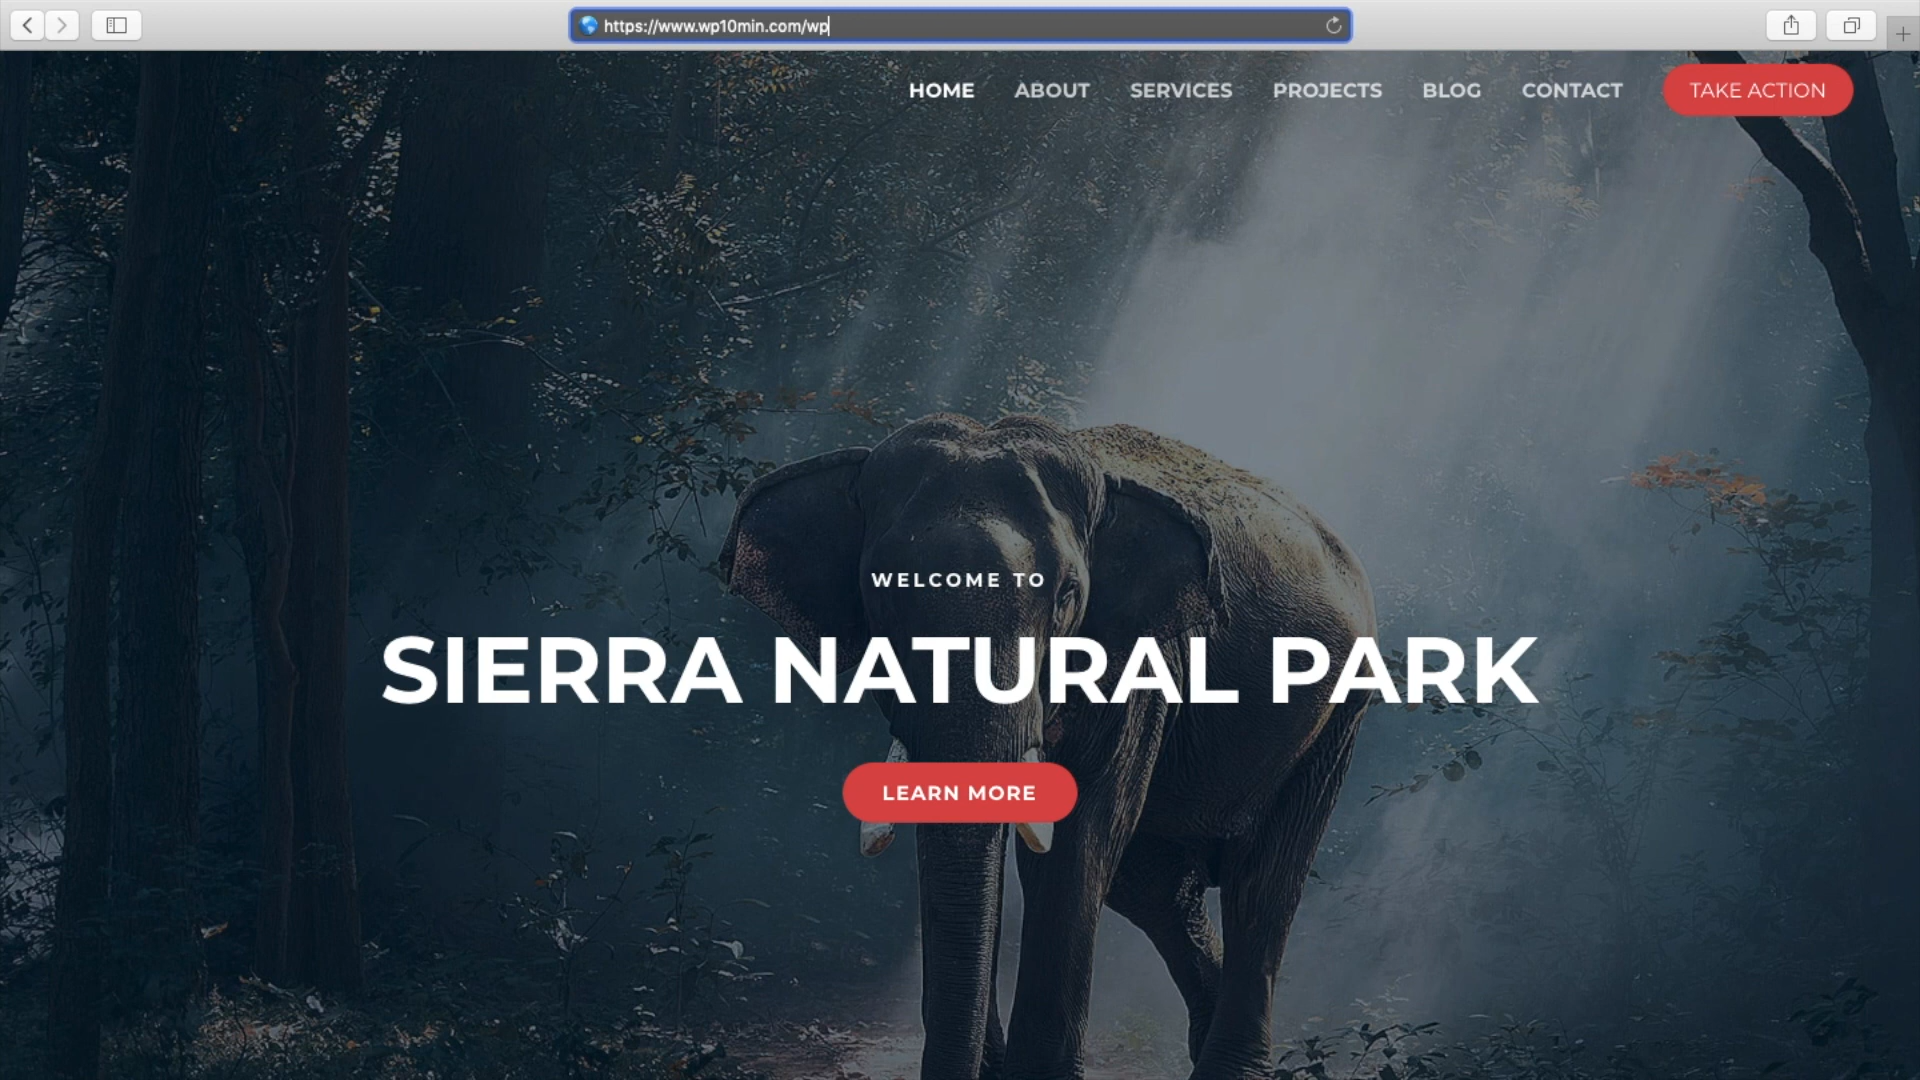 https://www.wp10min.com/wp
HOME ABOUT SERVICES PROJECTS BLOG CONTACT TAKE ACTION
WELCOME TO
SIERRA NATURAL PARK
LEARN MORE